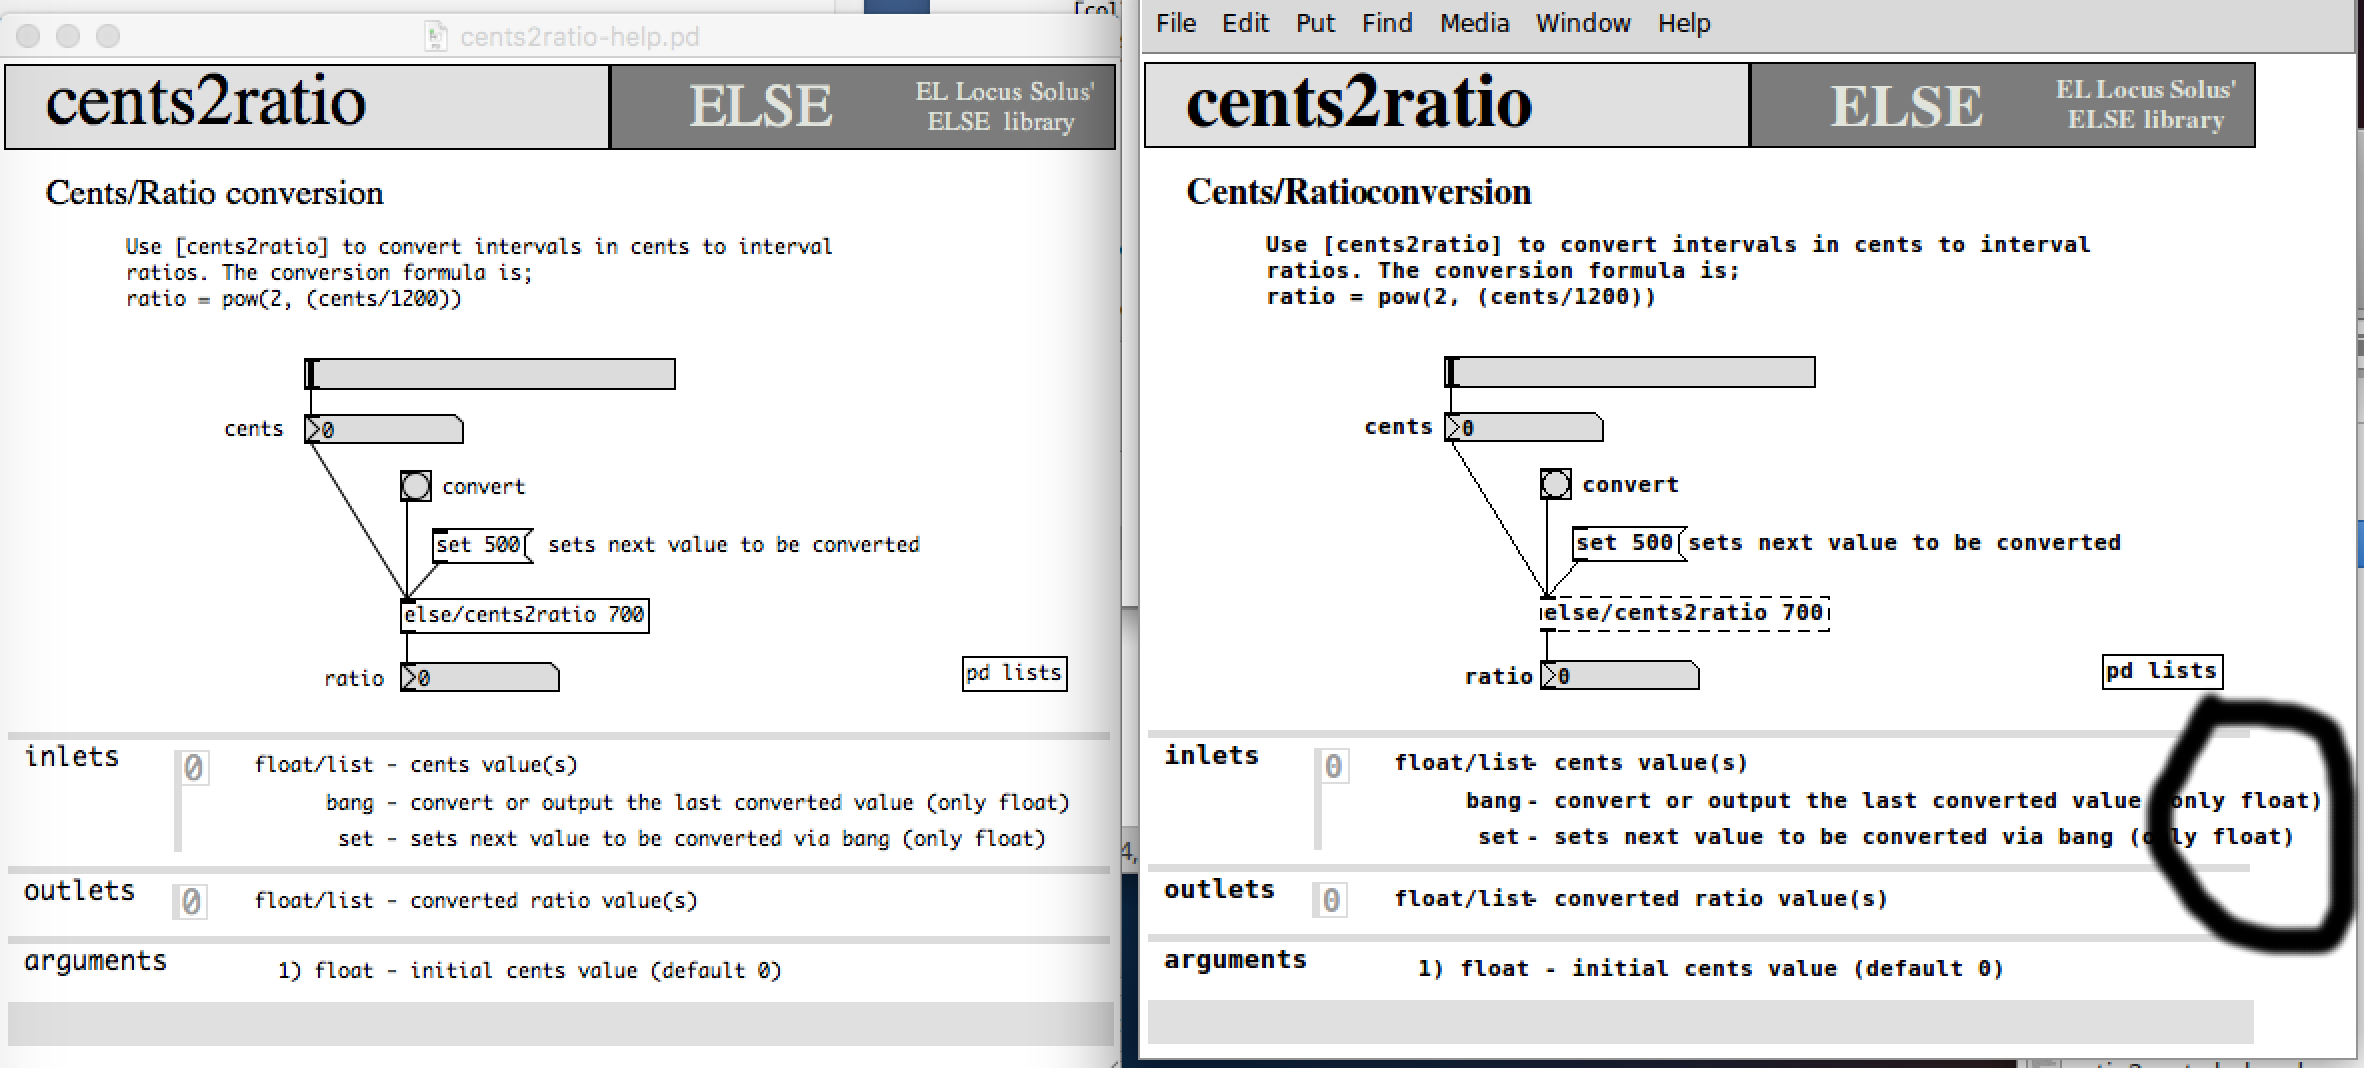 [col
cents2ratio-help.pd
cents2ratio
ELSE
EL Locus Solus'
ELSE library
Cents/Ratio conversion
Use [cents2ratio] to convert intervals in cents to interval
ratios. The conversion formula is;
ratio = pow(2, (cents/1200))
cents
0
convert
set 500
sets next value to be converted
else/cents2ratio 700
ratio
0
pd lists
inlets
0
float/list - cents value(s)
bang - convert or output the last converted value (only float)
set - sets next value to be converted via bang (only float)
outlets
0
float/list - converted ratio value(s)
arguments
1) float - initial cents value (default 0)
4,
File Edit Put Find Media Window Help
cents2ratio
ELSE
EL Locus Solus'
ELSE library
Cents/Ratioconversion
Use [cents2ratio] to convert intervals in cents to interval
ratios. The conversion formula is;
ratio = pow(2, (cents/1200))
cents
0
convert
set 500
sets next value to be converted
else/cents2ratio 700
ratio
0
pd lists
inlets
0
float/list- cents value(s)
bang - convert or output the last converted value only float)
set - sets next value to be converted via bang (only float)
outlets
0
float/list- converted ratio value(s)
arguments
1) float - initial cents value (default 0)